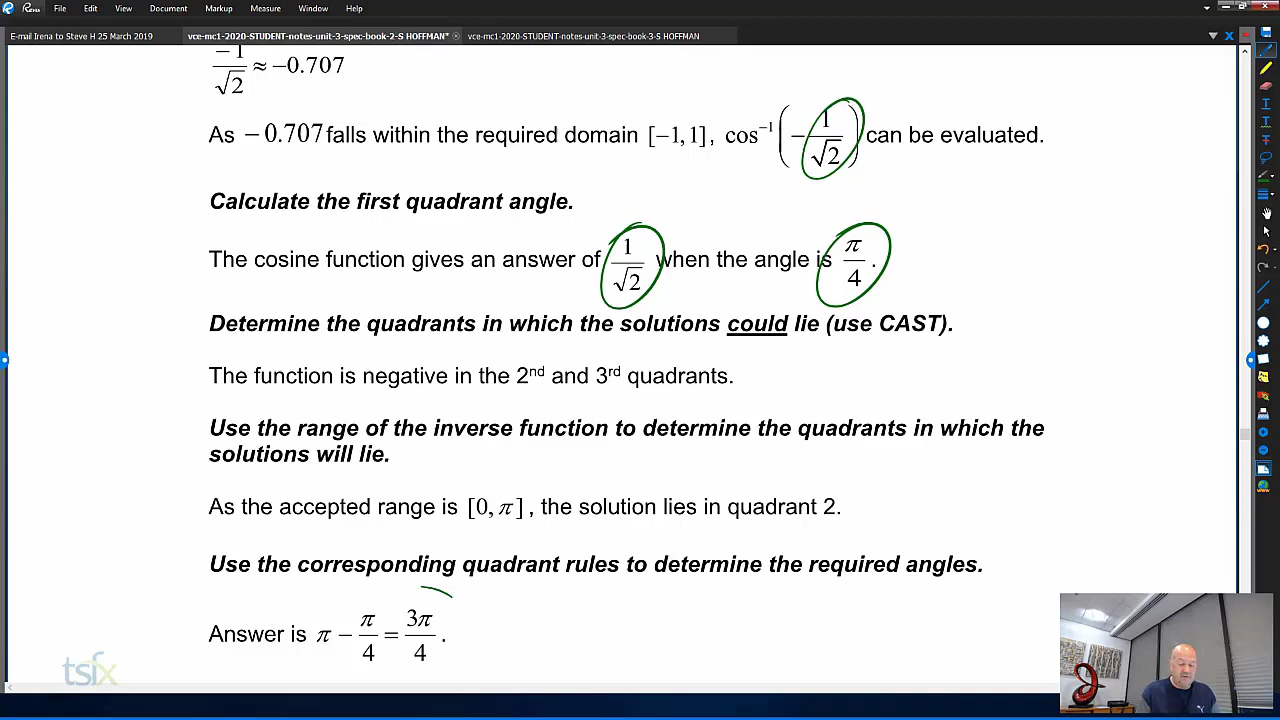 File Edit View Document Markup Measure Window Help
E-mail Irena to Steve H 25 March 2019 vce-mc1-2020-STUDENT-notes-unit-3-spec-book-2-S HOFFMAN* vce-mc1-2020-STUDENT-notes-unit-3-spec-book-3-S HOFFMAN
−1/√2 ≈ −0.707
As −0.707 falls within the required domain [−1,1], cos⁻¹(−1/√2) can be evaluated.
Calculate the first quadrant angle.
The cosine function gives an answer of 1/√2 when the angle is π/4.
Determine the quadrants in which the solutions could lie (use CAST).
The function is negative in the 2nd and 3rd quadrants.
Use the range of the inverse function to determine the quadrants in which the
solutions will lie.
As the accepted range is [0, π], the solution lies in quadrant 2.
Use the corresponding quadrant rules to determine the required angles.
Answer is π − π/4 = 3π/4.
tsfx